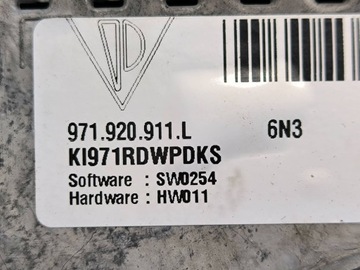 971.920.911.L 6N3
KI971RDWPDKS
Software : SW0254
Hardware : HW011